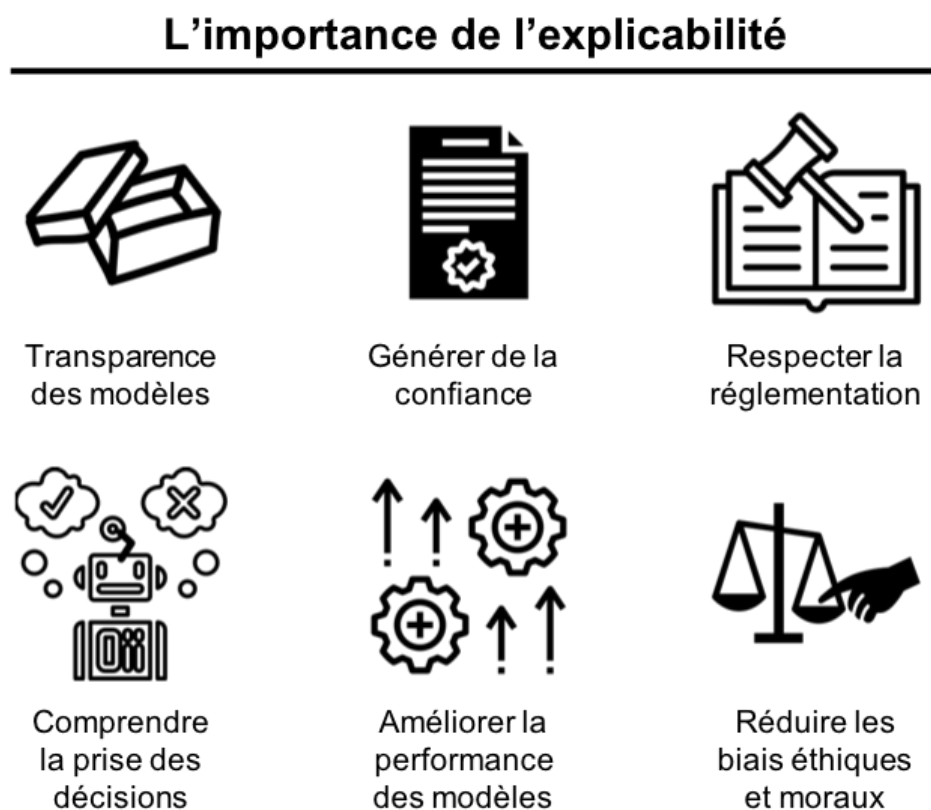 L'importance de l'explicabilité
Transparence
des modèles
Générer de la
confiance
Respecter la
réglementation
Comprendre
la prise des
décisions
Améliorer la
performance
des modèles
Réduire les
biais éthiques
et moraux